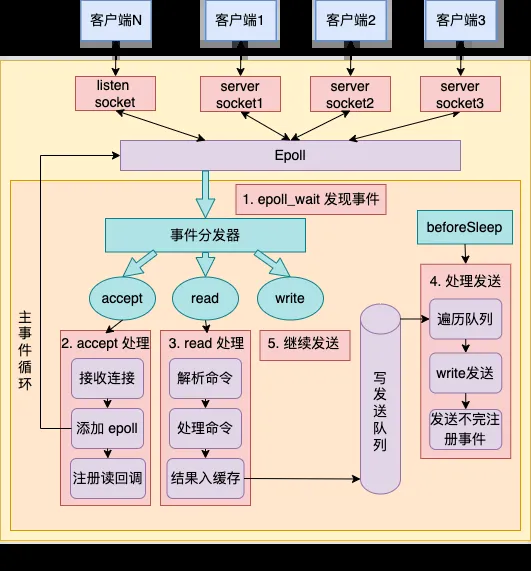 客户端N
客户端1
客户端2
客户端3
listen
socket
server
socket1
server
socket2
server
socket3
Epoll
1. epoll_wait 发现事件
事件分发器
beforeSleep
accept
read
write
主事件循环
2. accept 处理
接收连接
添加 epoll
注册读回调
3. read 处理
解析命令
处理命令
结果入缓存
5. 继续发送
写发送队列
4. 处理发送
遍历队列
write发送
发送不完注
册事件